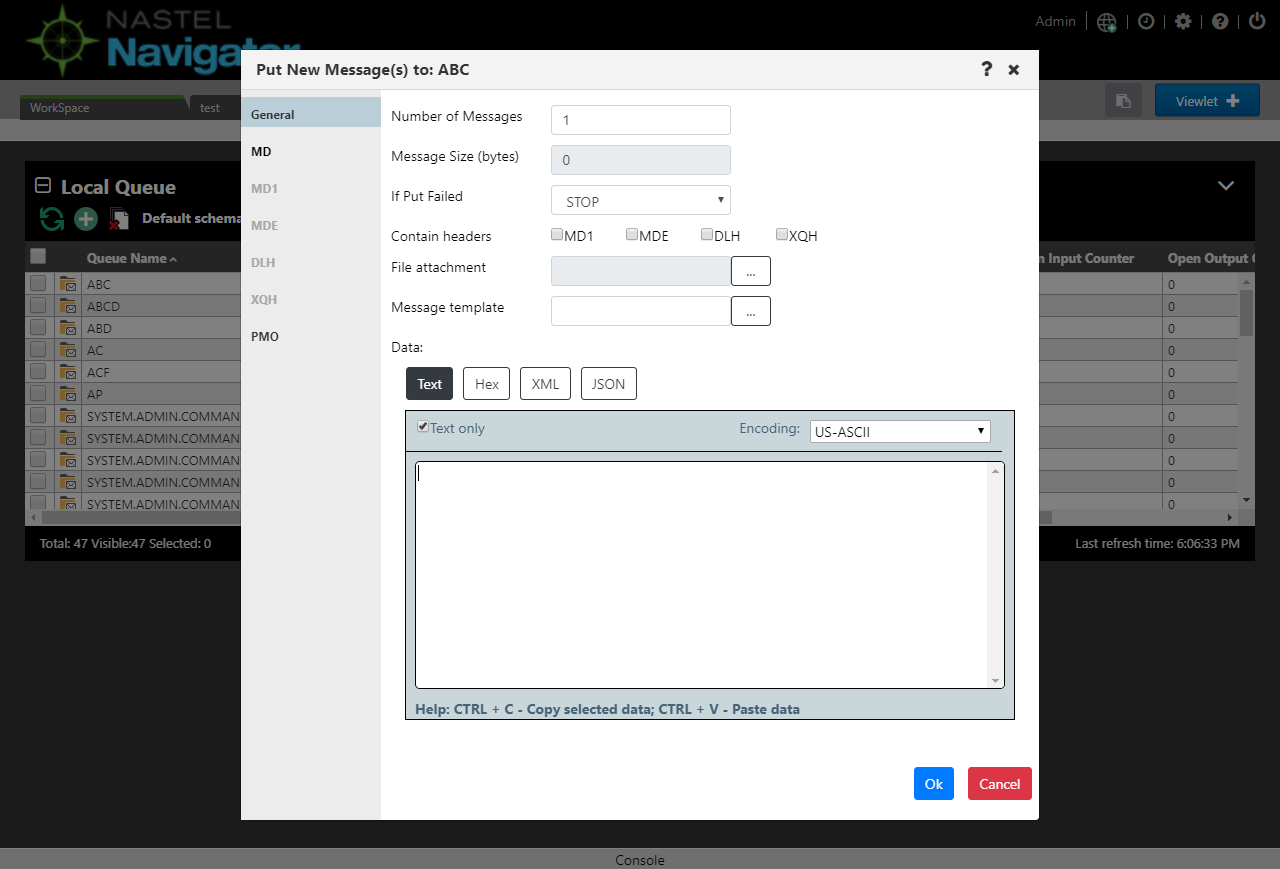 NASTEL
Navigator
Admin
WorkSpace
test
Viewlet
Put New Message(s) to: ABC
?
General
MD
MD1
MDE
DLH
XQH
PMO
Number of Messages 1
Message Size (bytes) 0
If Put Failed STOP
Contain headers MD1 MDE DLH XQH
File attachment ...
Message template ...
Data:
Text Hex XML JSON
Text only Encoding: US-ASCII
Help: CTRL + C - Copy selected data; CTRL + V - Paste data
Ok Cancel
Local Queue
Default schema
Queue Name Input Counter Open Output
ABC 0
ABCD 0
ABD 0
AC 0
ACF 0
AP 0
SYSTEM.ADMIN.COMMAN 0
SYSTEM.ADMIN.COMMAN 0
SYSTEM.ADMIN.COMMAN 0
SYSTEM.ADMIN.COMMAN 0
SYSTEM.ADMIN.COMMAN 0
Total: 47 Visible:47 Selected: 0 Last refresh time: 6:06:33 PM
Console